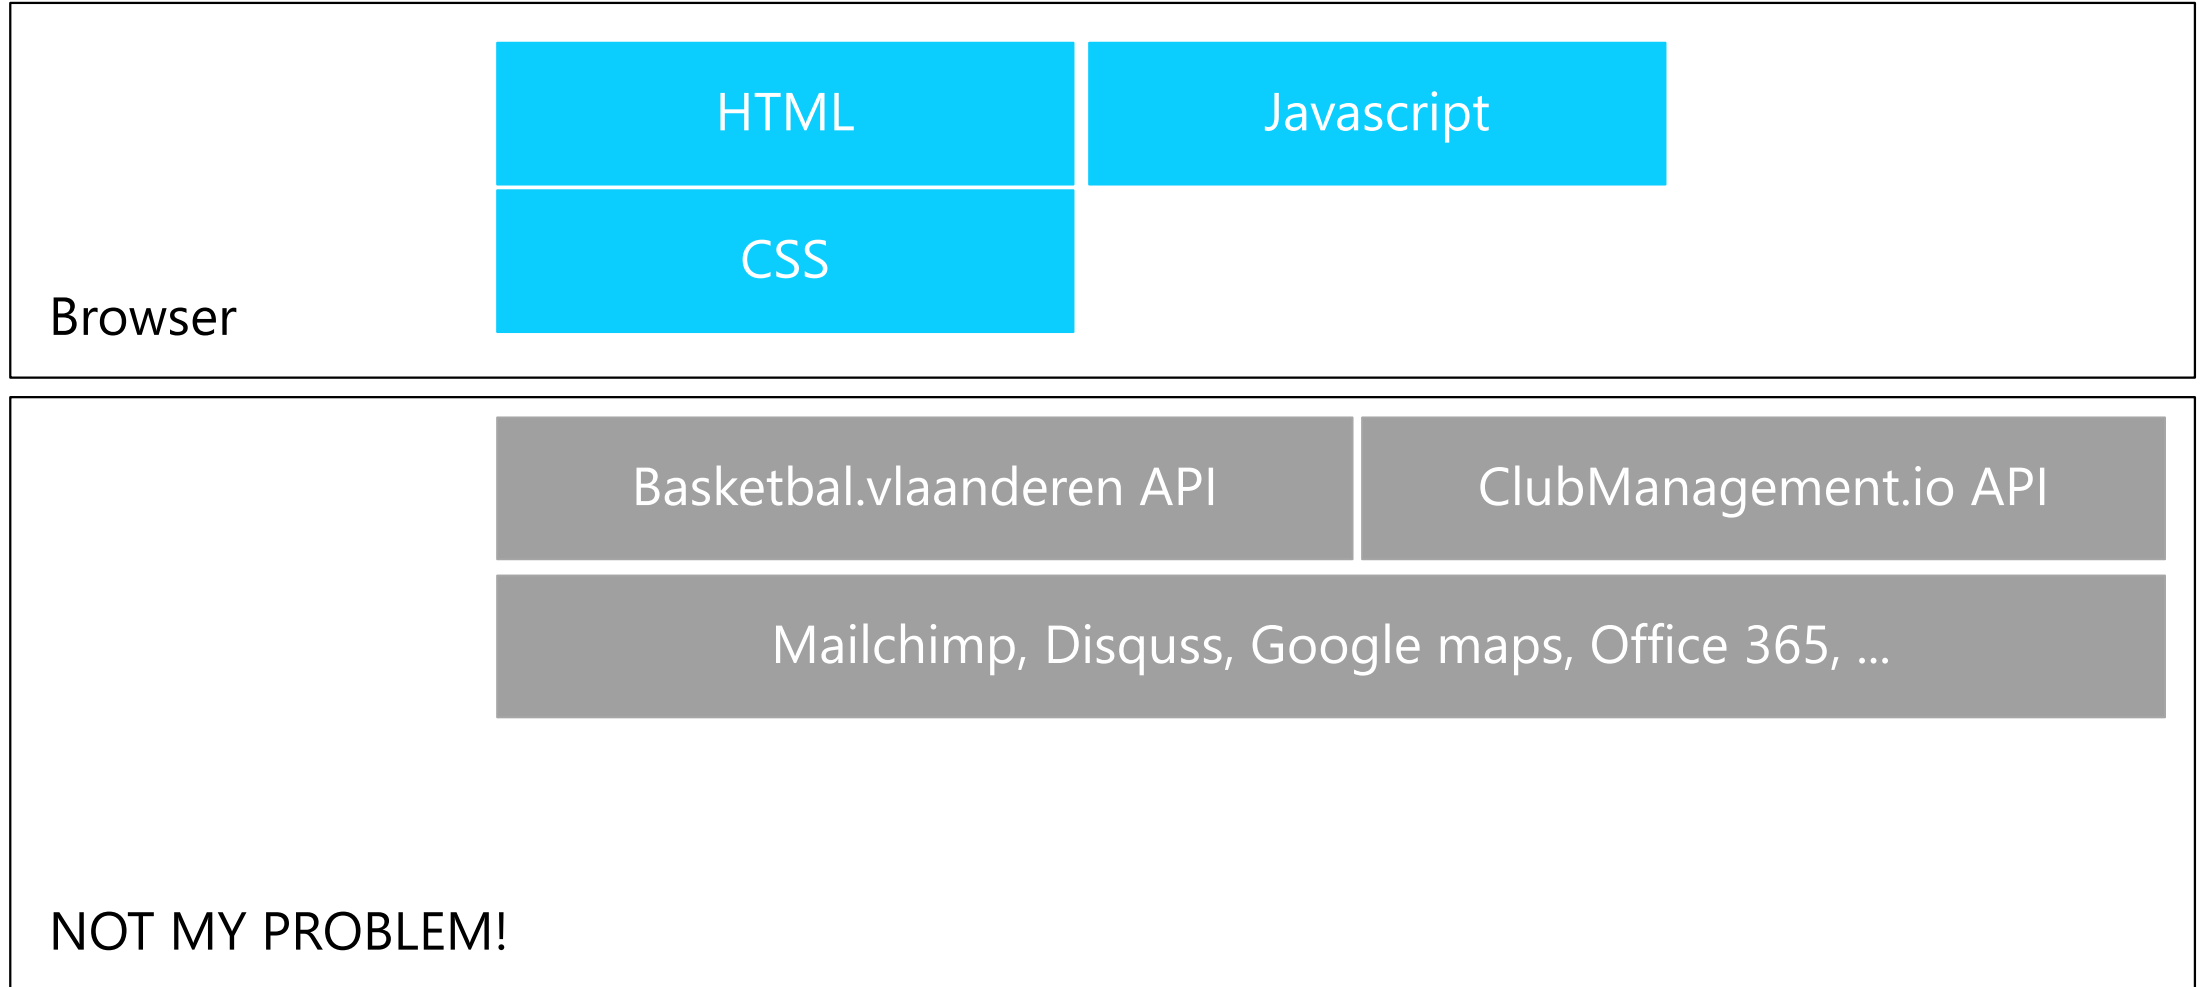 HTML
Javascript
CSS
Browser
Basketbal.vlaanderen API
ClubManagement.io API
Mailchimp, Disquss, Google maps, Office 365, ...
NOT MY PROBLEM!